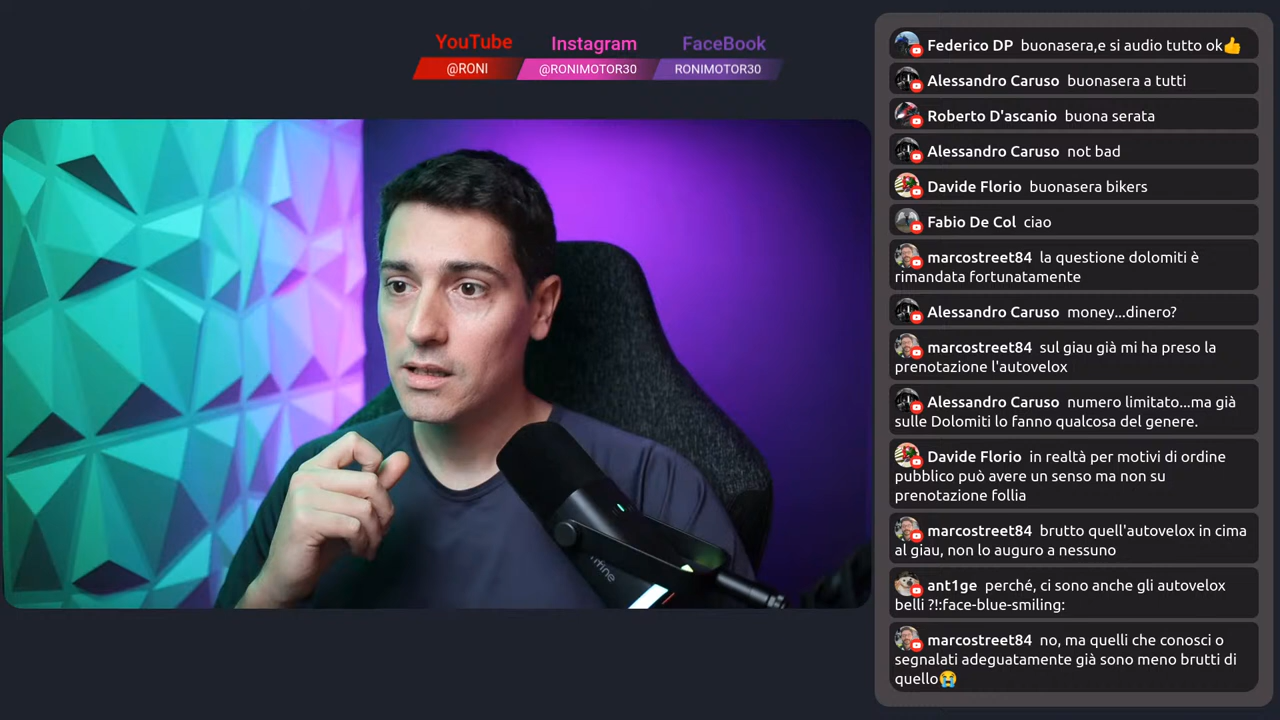 YouTube Instagram FaceBook
@RONI @RONIMOTOR30 RONIMOTOR30
Federico DP buonasera,e si audio tutto ok👍
Alessandro Caruso buonasera a tutti
Roberto D'ascanio buona serata
Alessandro Caruso not bad
Davide Florio buonasera bikers
Fabio De Col ciao
marcostreet84 la questione dolomiti è
rimandata fortunatamente
Alessandro Caruso money...dinero?
marcostreet84 sul giau già mi ha preso la
prenotazione l'autovelox
Alessandro Caruso numero limitato...ma già
sulle Dolomiti lo fanno qualcosa del genere.
Davide Florio in realtà per motivi di ordine
pubblico può avere un senso ma non su
prenotazione follia
marcostreet84 brutto quell'autovelox in cima
al giau, non lo auguro a nessuno
ant1ge perché, ci sono anche gli autovelox
belli ?!:face-blue-smiling:
marcostreet84 no, ma quelli che conosci o
segnalati adeguatamente già sono meno brutti di
quello😭